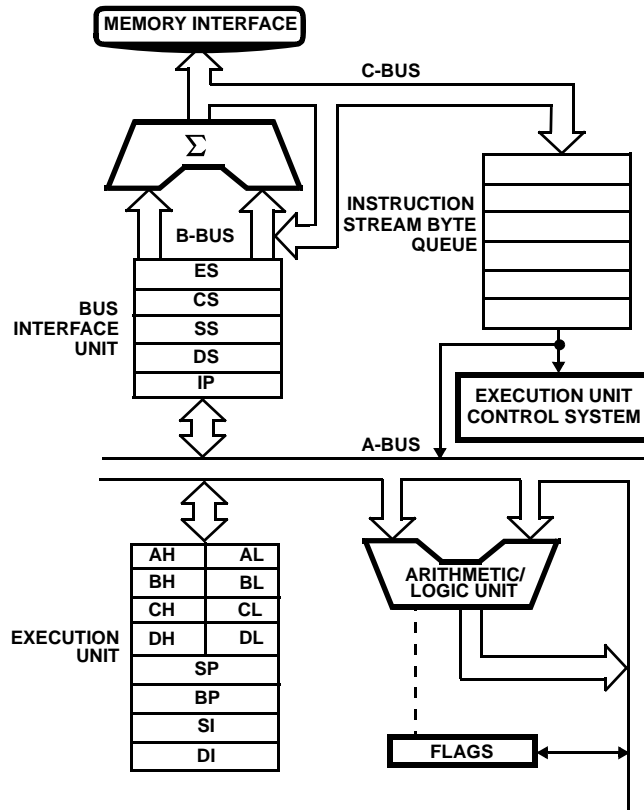 MEMORY INTERFACE
C-BUS
Σ
INSTRUCTION
STREAM BYTE
QUEUE
B-BUS
ES
CS
SS
DS
IP
BUS
INTERFACE
UNIT
EXECUTION UNIT
CONTROL SYSTEM
A-BUS
AH AL
BH BL
CH CL
DH DL
SP
BP
SI
DI
EXECUTION
UNIT
ARITHMETIC/
LOGIC UNIT
FLAGS